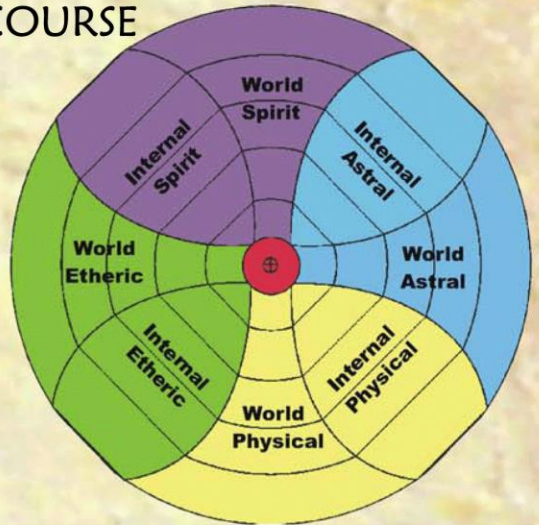 COURSE
World
Spirit
Internal
Spirit
Internal
Astral
World
Etheric
World
Astral
Internal
Etheric
Internal
Physical
World
Physical